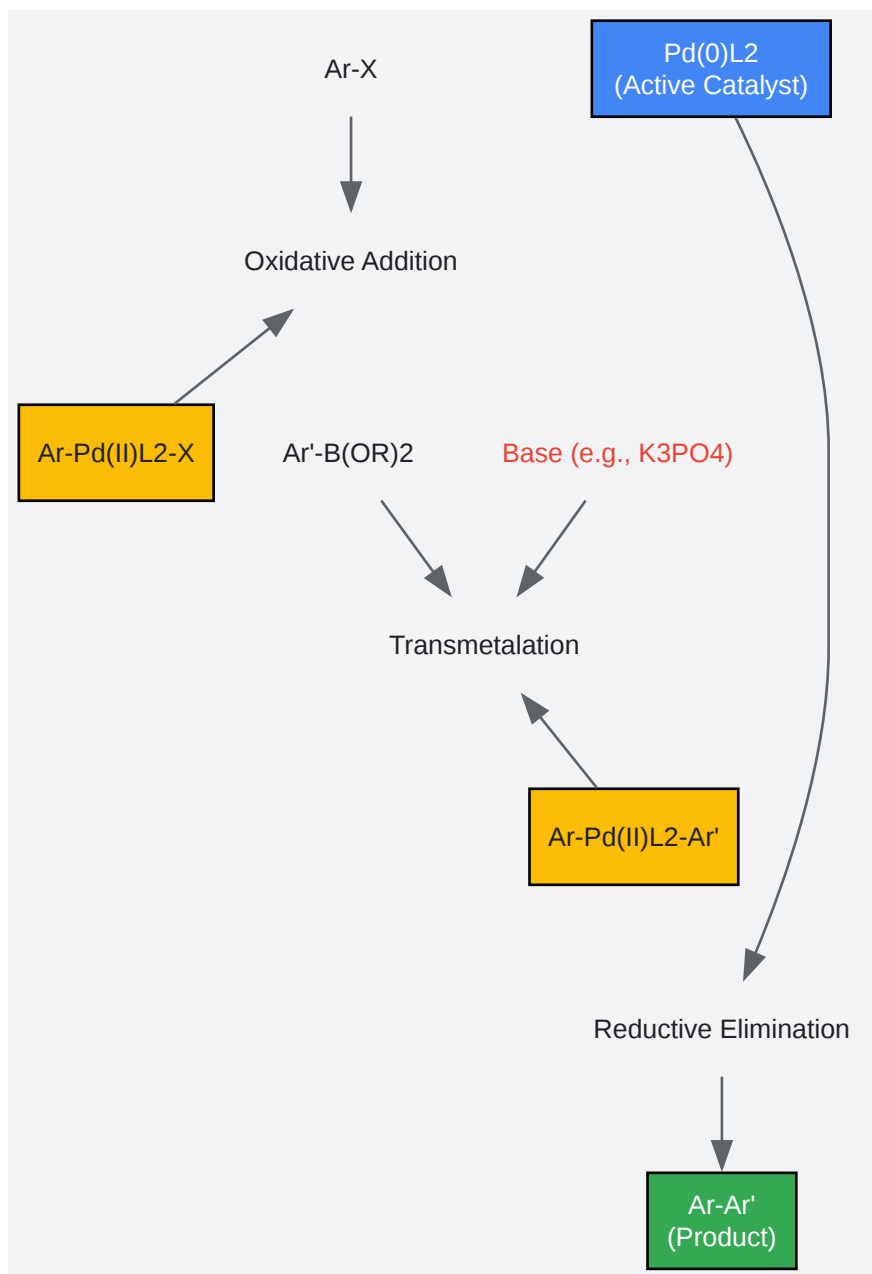 Ar-X
Pd(0)L2
(Active Catalyst)
Oxidative Addition
Ar-Pd(II)L2-X
Ar'-B(OR)2
Base (e.g., K3PO4)
Transmetalation
Ar-Pd(II)L2-Ar'
Reductive Elimination
Ar-Ar'
(Product)